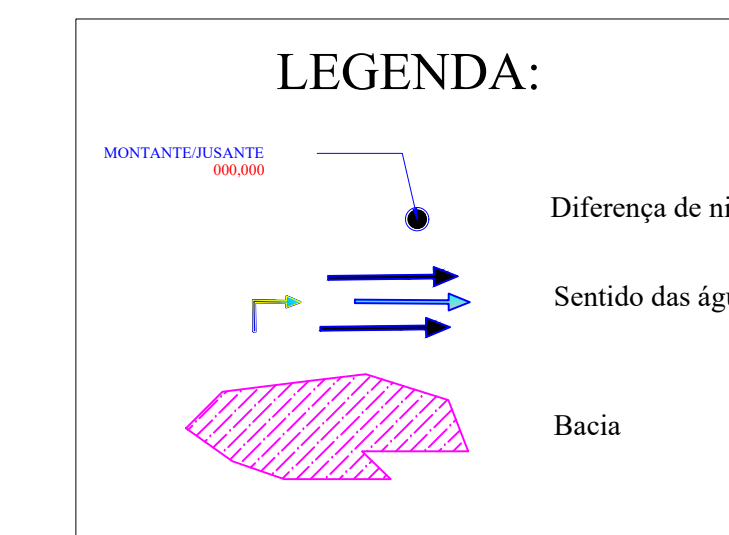 LEGENDA:
MONTANTE/JUSANTE
000,000
Diferença de
Sentido das
Bacia